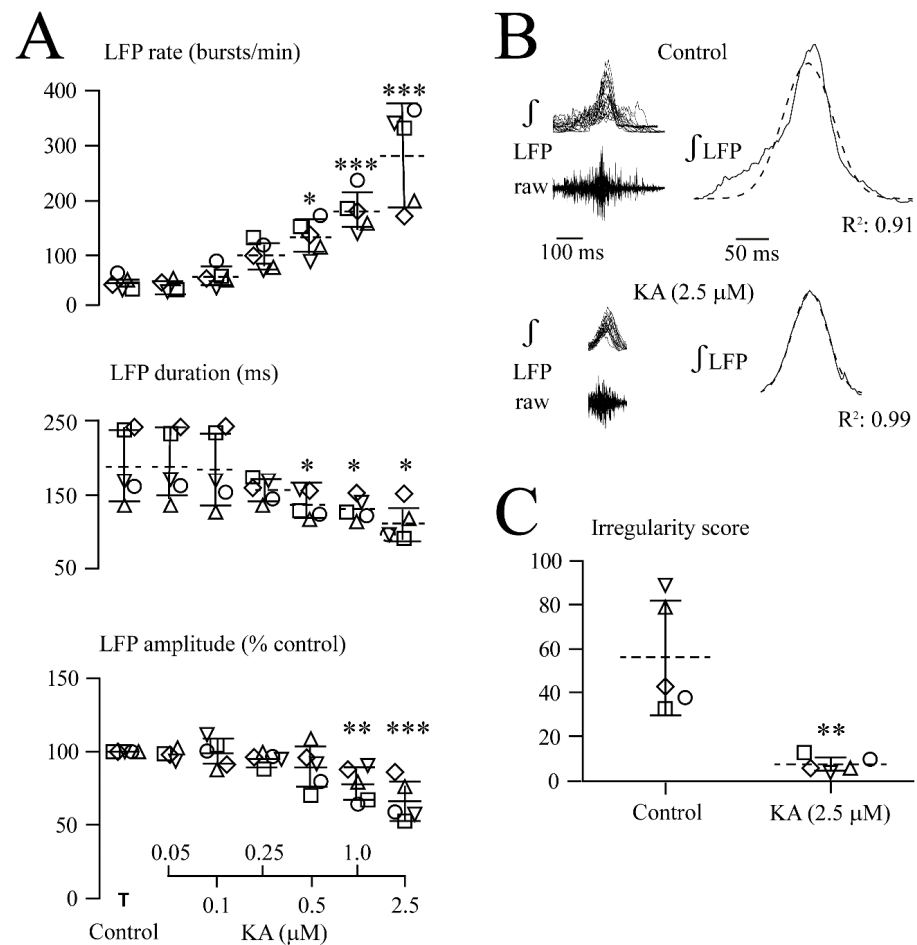 A
LFP rate (bursts/min)
400
300
200
100
0
*
***
***
LFP duration (ms)
250
150
50
*
*
*
LFP amplitude (% control)
150
100
50
0
**
***
0.05
0.25
1.0
0.1
0.5
2.5
T
Control
KA (μM)
B
Control
∫
LFP
raw
∫LFP
R²: 0.91
100 ms
50 ms
KA (2.5 μM)
∫
LFP
raw
∫LFP
R²: 0.99
C
Irregularity score
100
80
60
40
20
0
**
Control
KA (2.5 μM)